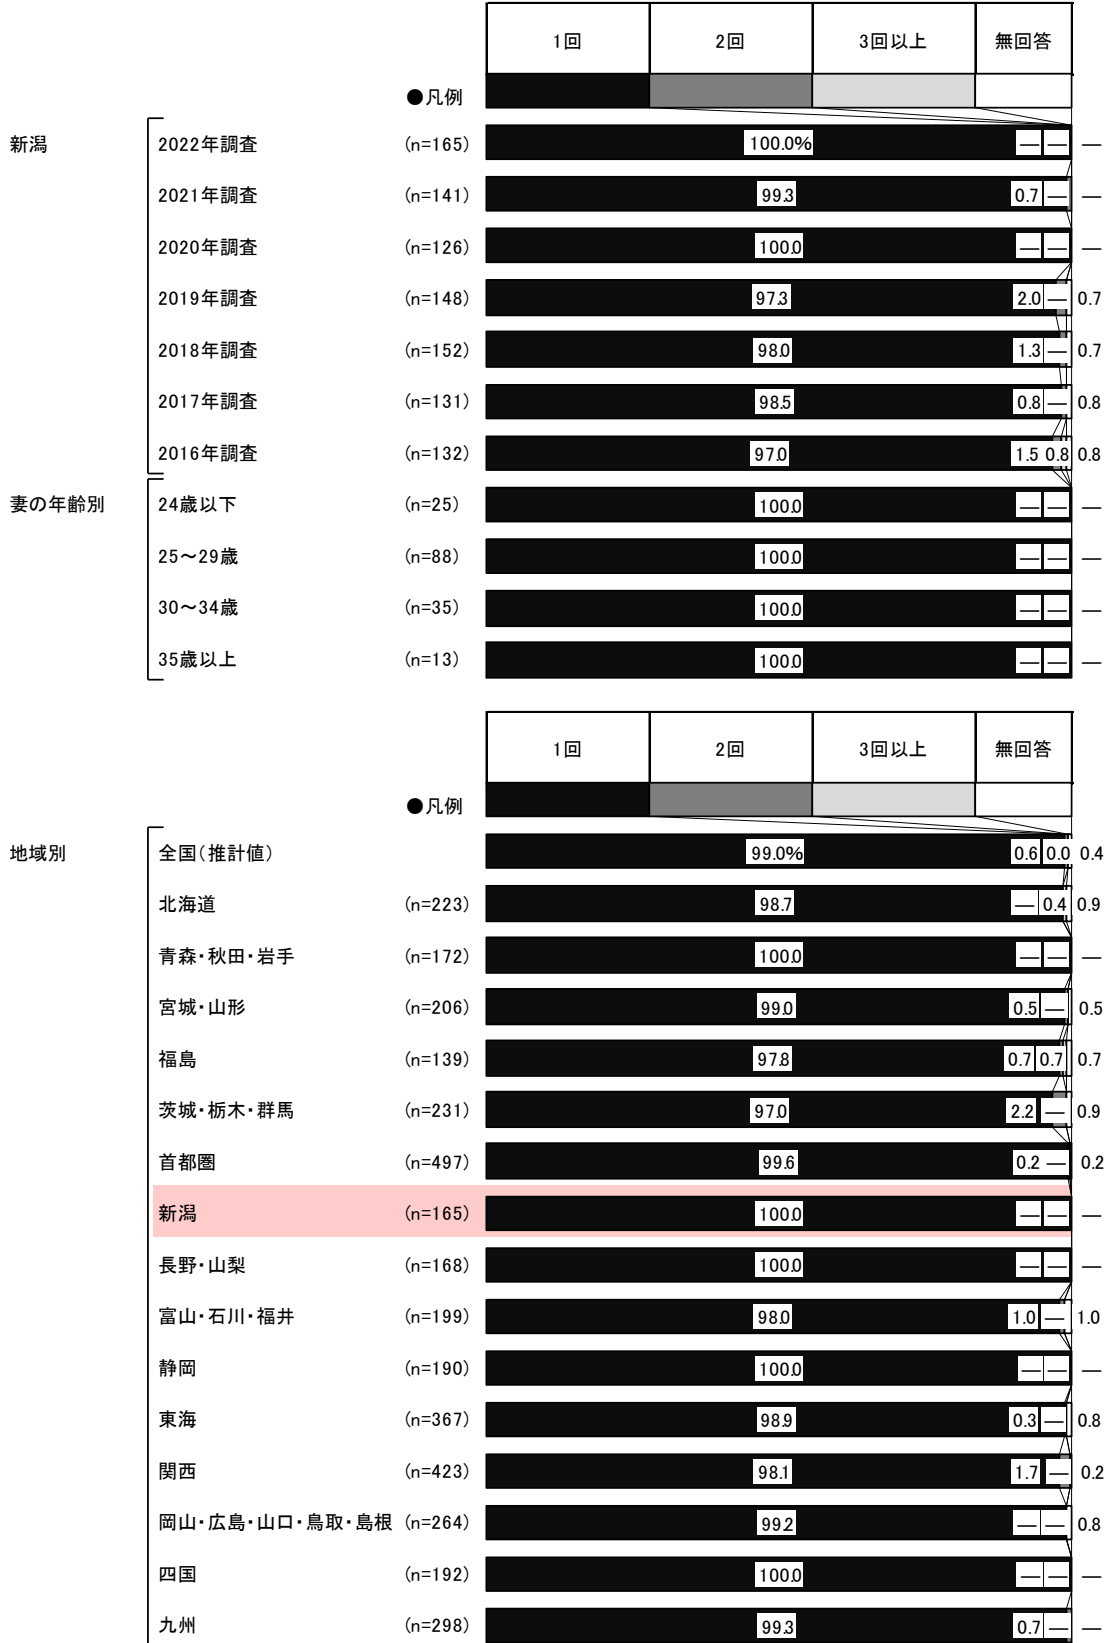 1回 2回 3回以上 無回答
●凡例
新潟 2022年調査 (n=165) 100.0% — — —
2021年調査 (n=141) 99.3 0.7 — —
2020年調査 (n=126) 100.0 — — —
2019年調査 (n=148) 97.3 2.0 — 0.7
2018年調査 (n=152) 98.0 1.3 — 0.7
2017年調査 (n=131) 98.5 0.8 — 0.8
2016年調査 (n=132) 97.0 1.5 0.8 0.8
妻の年齢別 24歳以下 (n=25) 100.0 — — —
25～29歳 (n=88) 100.0 — — —
30～34歳 (n=35) 100.0 — — —
35歳以上 (n=13) 100.0 — — —
1回 2回 3回以上 無回答
●凡例
地域別 全国(推計値) 99.0% 0.6 0.0 0.4
北海道 (n=223) 98.7 — 0.4 0.9
青森・秋田・岩手 (n=172) 100.0 — — —
宮城・山形 (n=206) 99.0 0.5 — 0.5
福島 (n=139) 97.8 0.7 0.7 0.7
茨城・栃木・群馬 (n=231) 97.0 2.2 — 0.9
首都圏 (n=497) 99.6 0.2 — 0.2
新潟 (n=165) 100.0 — — —
長野・山梨 (n=168) 100.0 — — —
富山・石川・福井 (n=199) 98.0 1.0 — 1.0
静岡 (n=190) 100.0 — — —
東海 (n=367) 98.9 0.3 — 0.8
関西 (n=423) 98.1 1.7 — 0.2
岡山・広島・山口・鳥取・島根 (n=264) 99.2 — — 0.8
四国 (n=192) 100.0 — — —
九州 (n=298) 99.3 0.7 — —